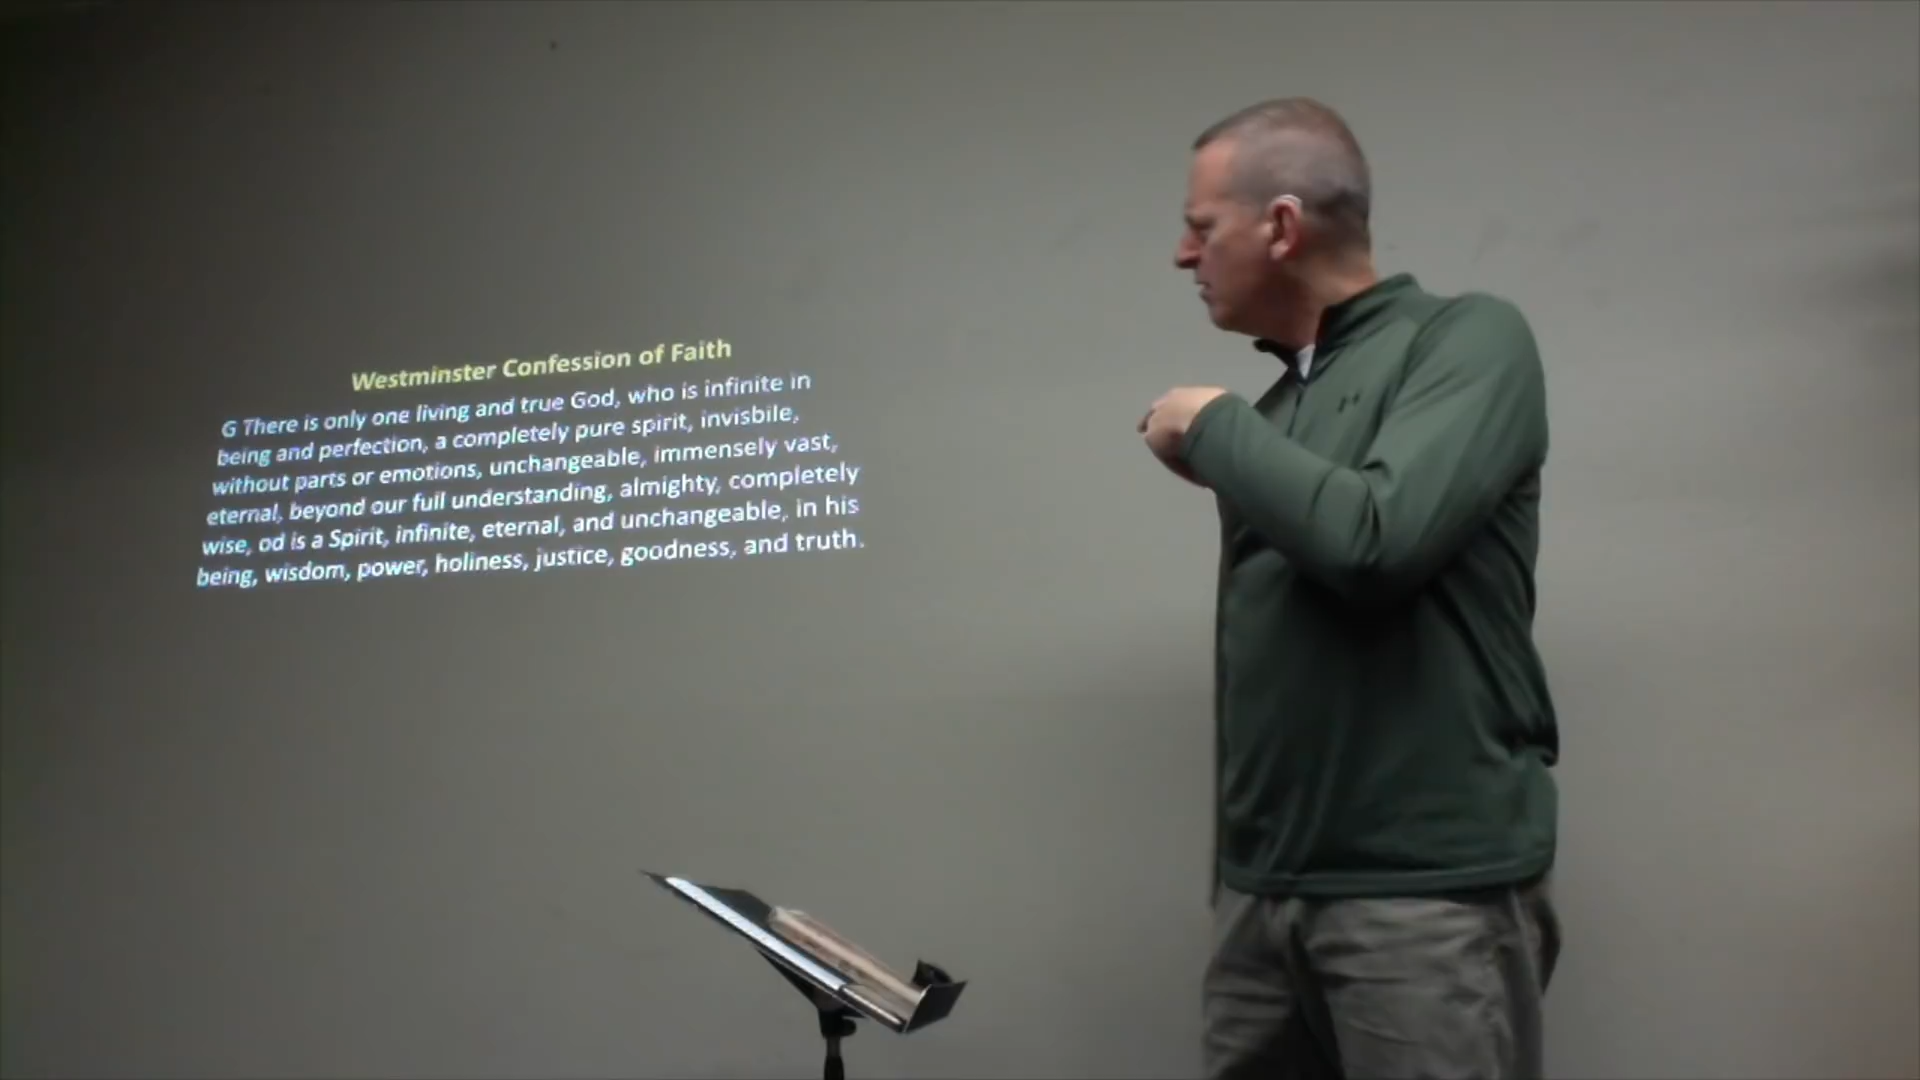 Westminster Confession of Faith
G There is only one living and true God, who is infinite in
being and perfection, a completely pure spirit, invisbile,
without parts or emotions, unchangeable, immensely vast,
eternal, beyond our full understanding, almighty, completely
wise, od is a Spirit, infinite, eternal, and unchangeable, in his
being, wisdom, power, holiness, justice, goodness, and truth.